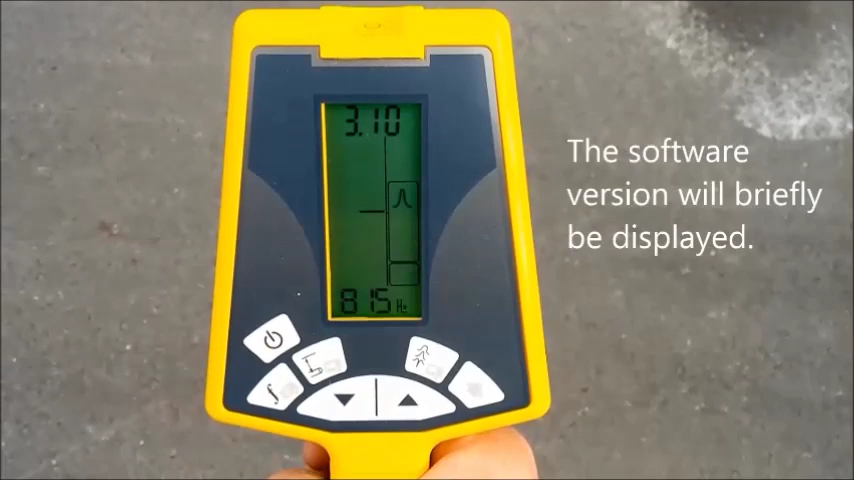 3.10
The software
version will briefly
be displayed.
815 Hz
f